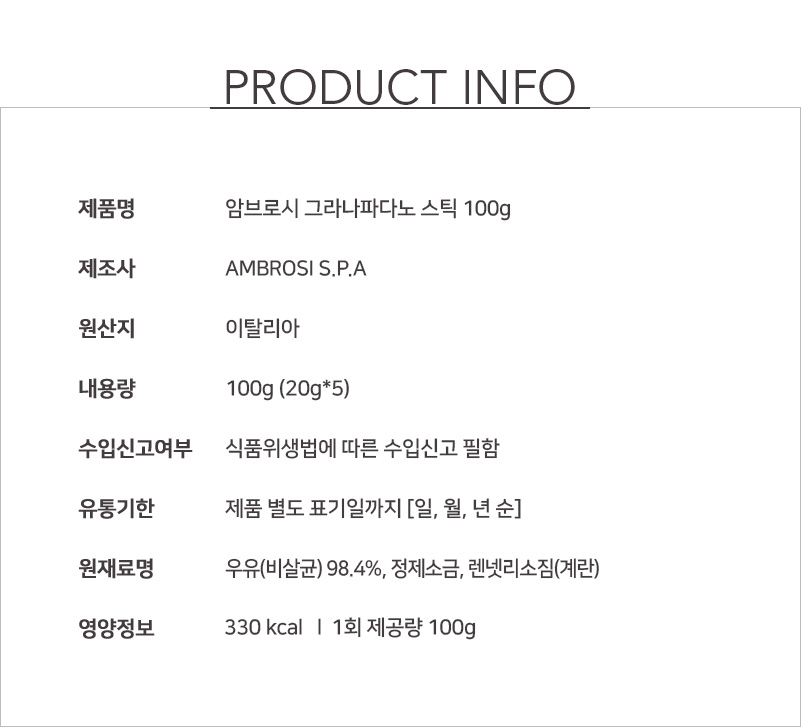 PRODUCT INFO
제품명 암브로시 그라나파다노 스틱 100g
제조사 AMBROSI S.P.A
원산지 이탈리아
내용량 100g (20g*5)
수입신고여부 식품위생법에 따른 수입신고 필함
유통기한 제품 별도 표기일까지 [일, 월, 년 순]
원재료명 우유(비살균) 98.4%, 정제소금, 렌넷리소짐(계란)
영양정보 330 kcal ㅣ 1회 제공량 100g